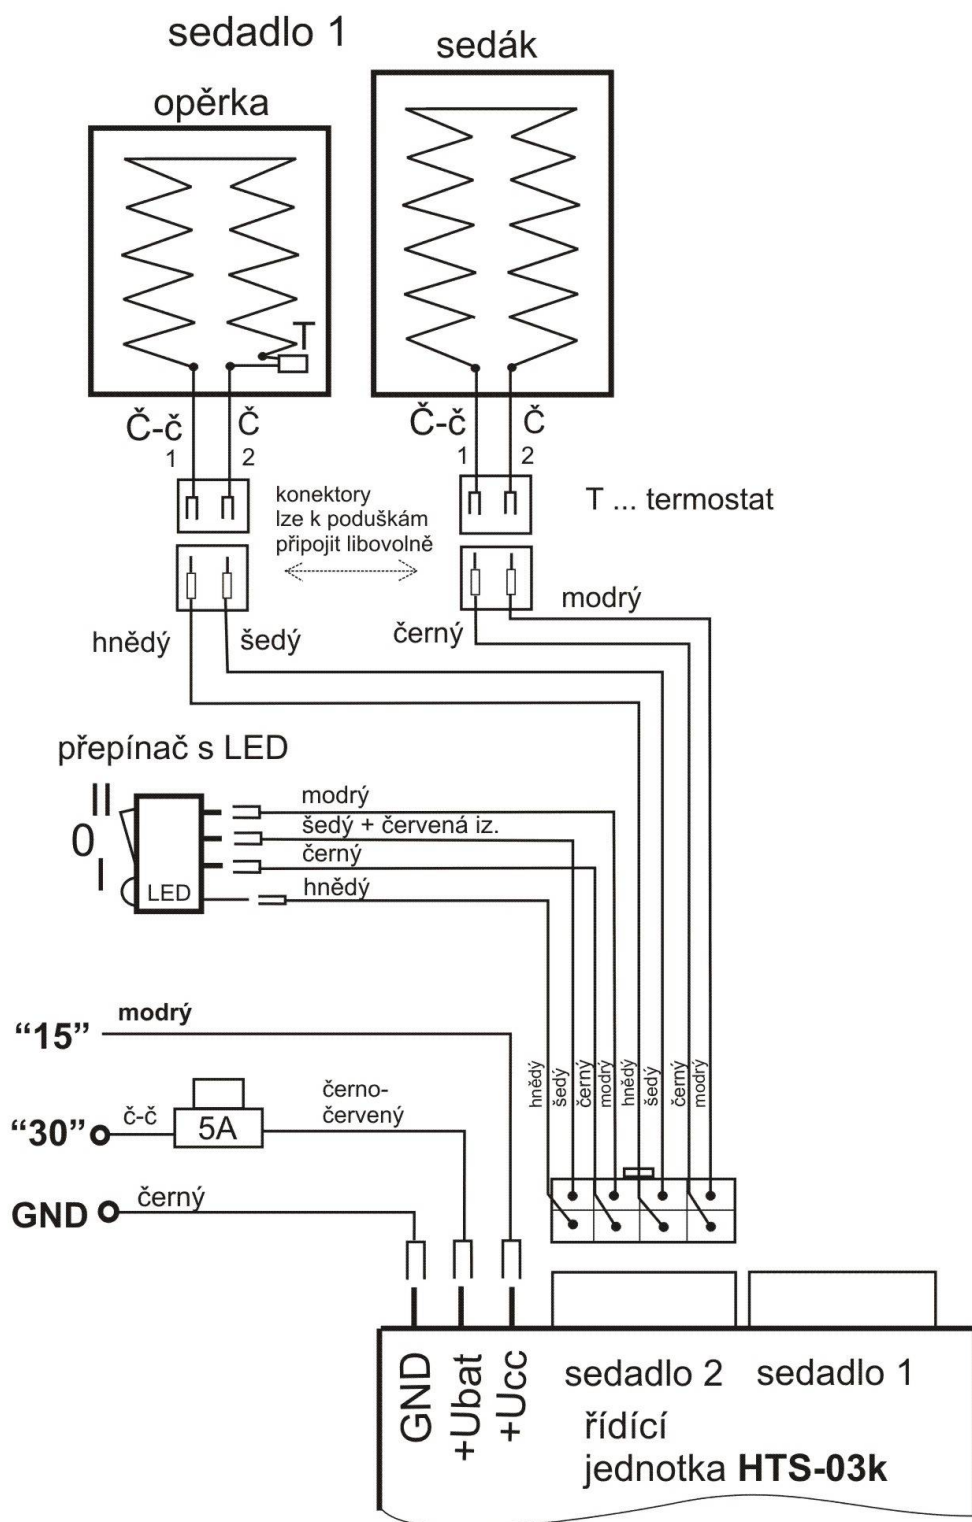 sedadlo 1
sedák
opěrka
T
Č-č
1
Č
2
Č-č
1
Č
2
konektory
lze k poduškám
připojit libovolně
T ... termostat
hnědý
šedý
černý
modrý
přepínač s LED
II
0
I
LED
modrý
šedý + červená iz.
černý
hnědý
“15”
modrý
“30”
č-č
5A
černo-
červený
GND
černý
hnědý
šedý
černý
modrý
hnědý
šedý
černý
modrý
GND
+Ubat
+Ucc
sedadlo 2
sedadlo 1
řídící
jednotka HTS-03k